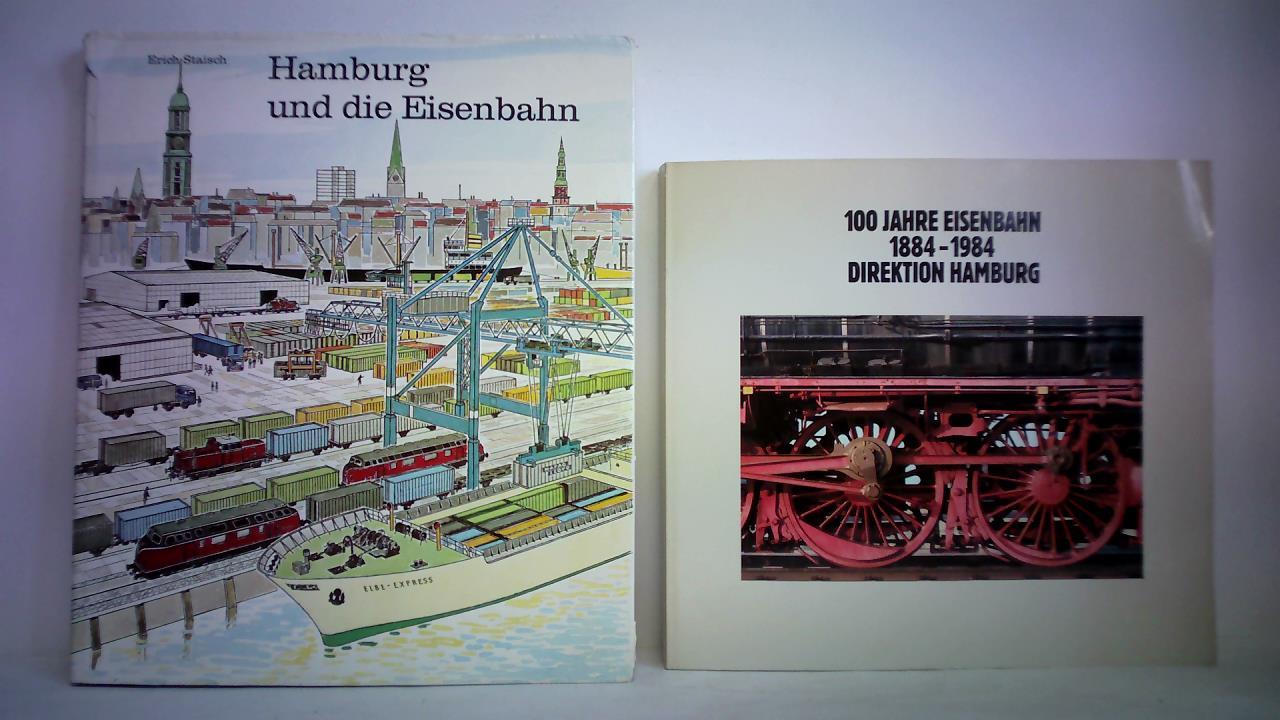 Erich Staisch
Hamburg
und die Eisenbahn
ELBE-EXPRESS
100 JAHRE EISENBAHN
1884-1984
DIREKTION HAMBURG